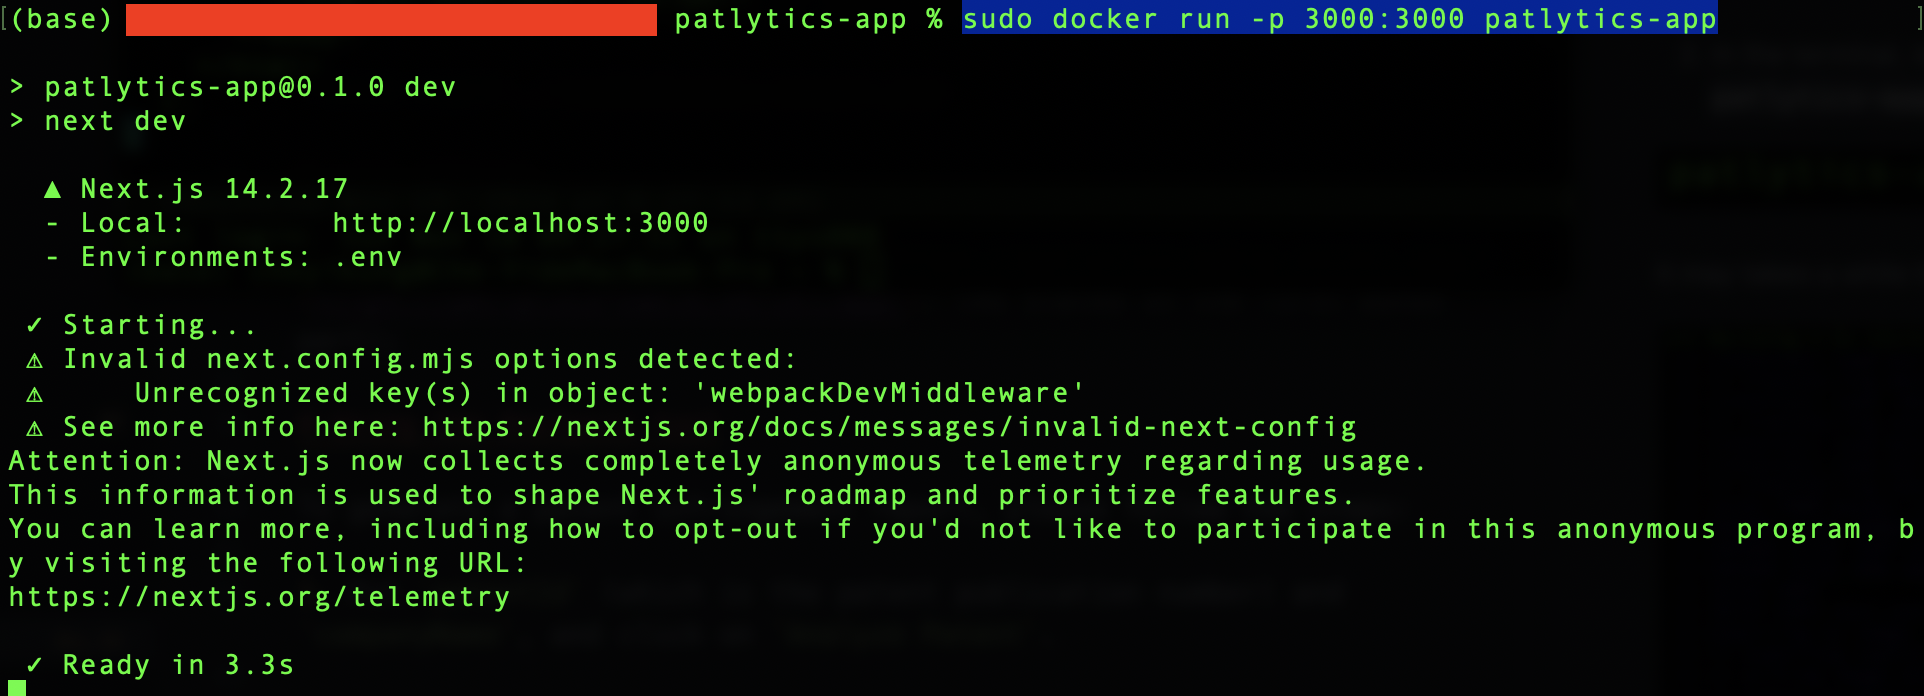 (base) patlytics-app % sudo docker run -p 3000:3000 patlytics-app
> patlytics-app@0.1.0 dev
> next dev
▲ Next.js 14.2.17
- Local: http://localhost:3000
- Environments: .env
✓ Starting...
⚠ Invalid next.config.mjs options detected:
⚠ Unrecognized key(s) in object: 'webpackDevMiddleware'
⚠ See more info here: https://nextjs.org/docs/messages/invalid-next-config
Attention: Next.js now collects completely anonymous telemetry regarding usage.
This information is used to shape Next.js' roadmap and prioritize features.
You can learn more, including how to opt-out if you'd not like to participate in this anonymous program, b
y visiting the following URL:
https://nextjs.org/telemetry
✓ Ready in 3.3s